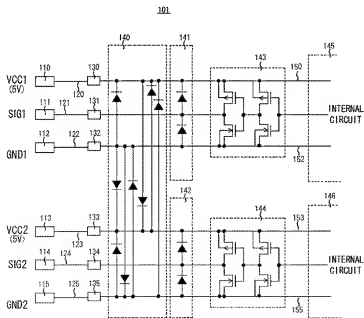 101
140
141
145
110
130
143
150
VCC1
(5V)
120
111
121
131
SIG1
INTERNAL
CIRCUIT
112
122
132
GND1
152
142
146
113
133
144
153
VCC2
(5V)
123
114
134
SIG2
124
INTERNAL
CIRCUIT
115
125
135
GND2
155